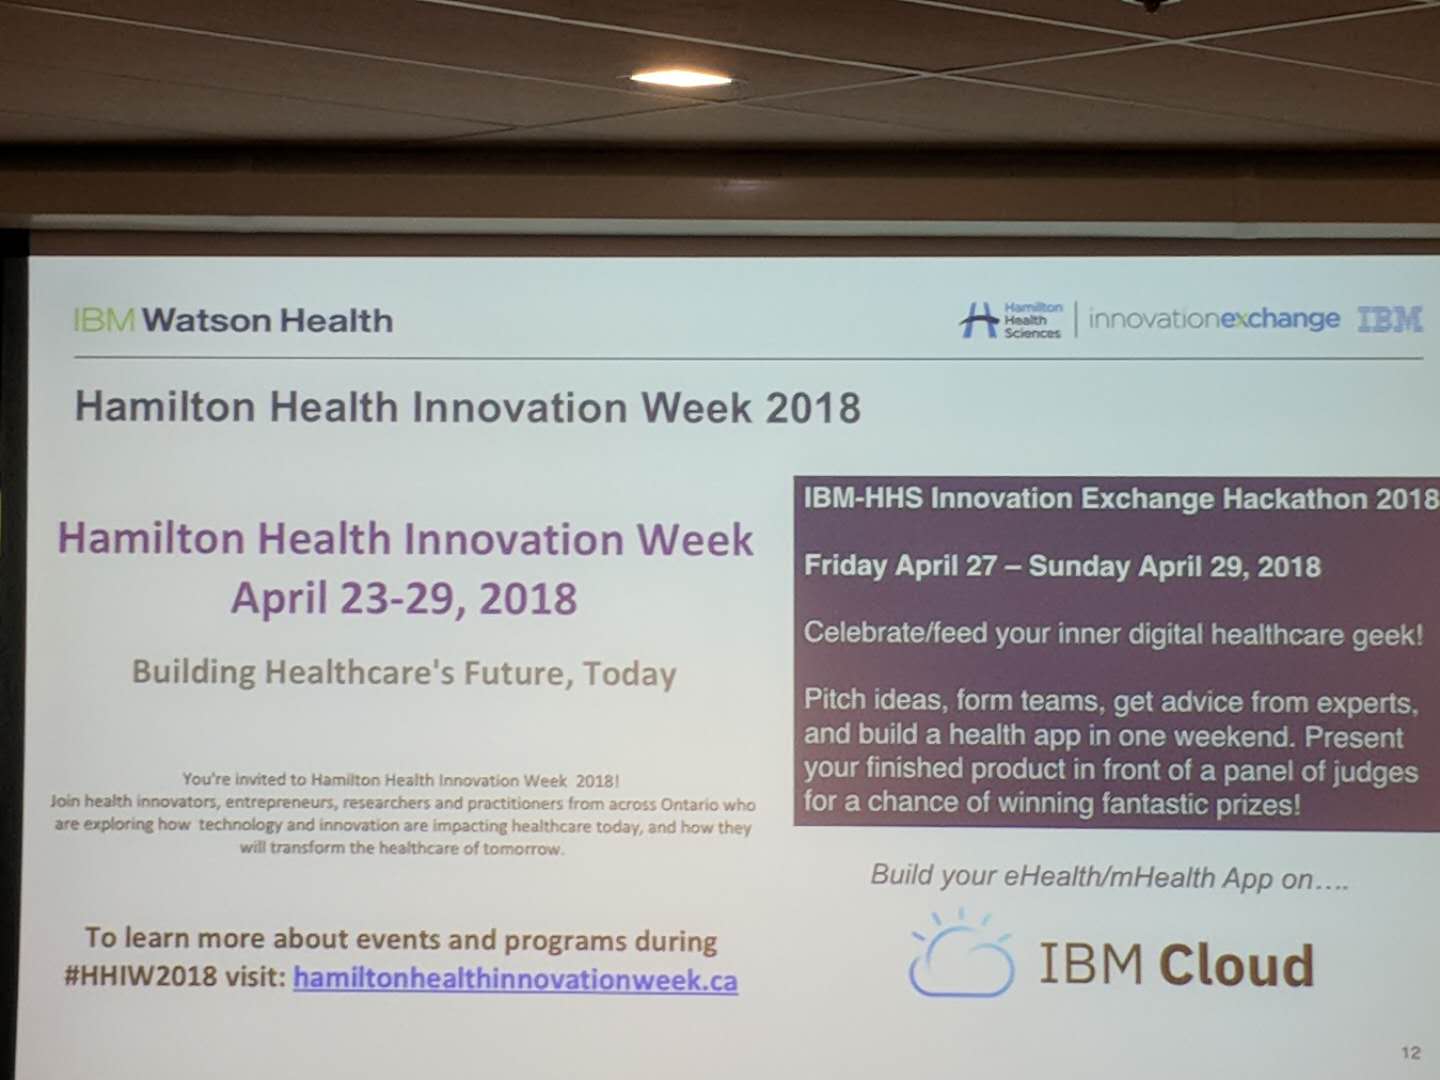 IBM Watson Health
Hamilton
Health
Sciences
innovationexchange
IBM
Hamilton Health Innovation Week 2018
Hamilton Health Innovation Week
April 23-29, 2018
Building Healthcare's Future, Today
You're invited to Hamilton Health Innovation Week 2018!
Join health innovators, entrepreneurs, researchers and practitioners from across Ontario who
are exploring how technology and innovation are impacting healthcare today, and how they
will transform the healthcare of tomorrow.
To learn more about events and programs during
#HHIW2018 visit: hamiltonhealthinnovationweek.ca
IBM-HHS Innovation Exchange Hackathon 2018
Friday April 27 – Sunday April 29, 2018
Celebrate/feed your inner digital healthcare geek!
Pitch ideas, form teams, get advice from experts,
and build a health app in one weekend. Present
your finished product in front of a panel of judges
for a chance of winning fantastic prizes!
Build your eHealth/mHealth App on....
IBM Cloud
12